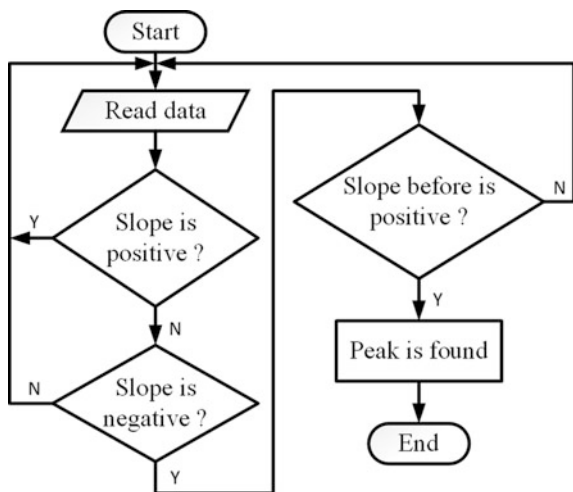 Start
Read data
Slope is
positive ?
Y
N
Slope is
negative ?
N
Y
Slope before is
positive ?
N
Y
Peak is found
End